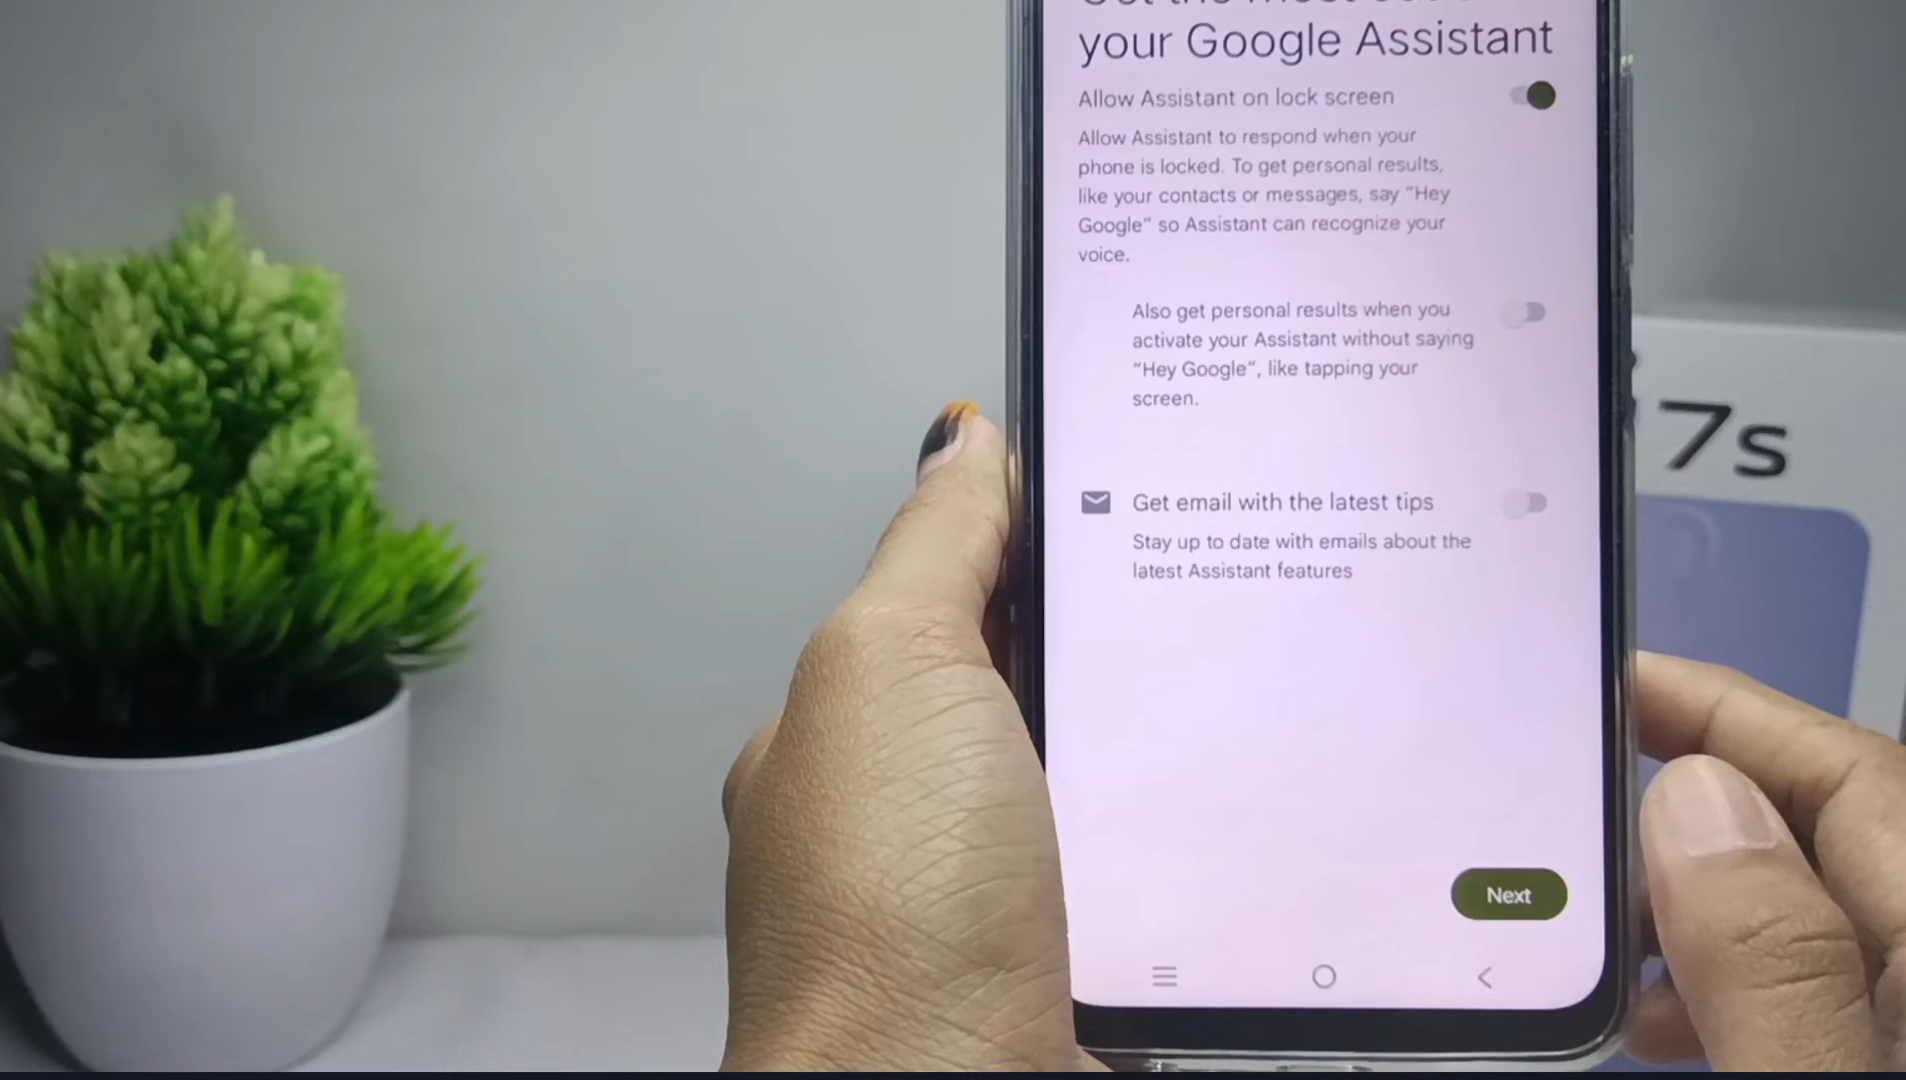 your Google Assistant
Allow Assistant on lock screen
Allow Assistant to respond when your
phone is locked. To get personal results,
like your contacts or messages, say “Hey
Google” so Assistant can recognize your
voice.
Also get personal results when you
activate your Assistant without saying
“Hey Google”, like tapping your
screen.
Get email with the latest tips
Stay up to date with emails about the
latest Assistant features
Next
7s